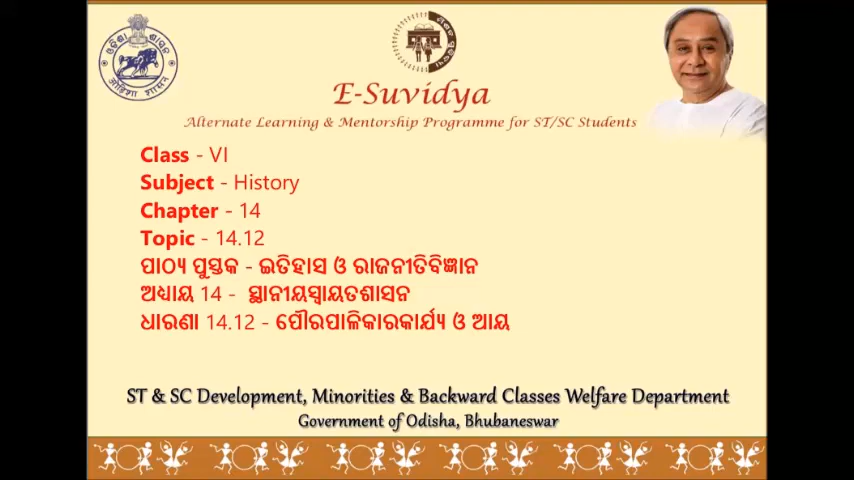 E-Suvidya
Alternate Learning & Mentorship Programme for ST/SC Students
Class - VI
Subject - History
Chapter - 14
Topic - 14.12
ପାଠ୍ୟ ପୁସ୍ତକ - ଇତିହାସ ଓ ରାଜନୀତିବିଜ୍ଞାନ
ଅଧ୍ୟାୟ 14 - ସ୍ଥାନୀୟସ୍ୱାୟତଶାସନ
ଧାରଣା 14.12 - ପୌରପାଳିକାରକାର୍ଯ୍ୟ ଓ ଆୟ
ST & SC Development, Minorities & Backward Classes Welfare Department
Government of Odisha, Bhubaneswar